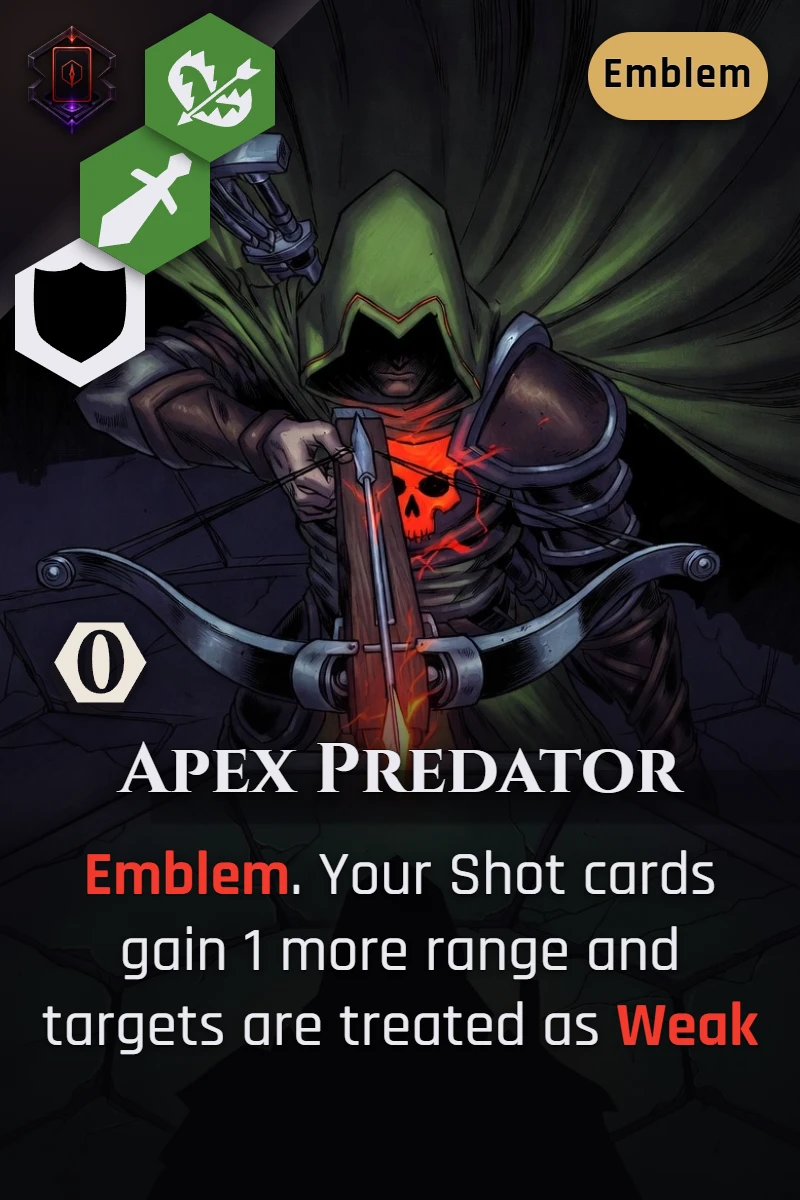 Emblem
0
Apex Predator
Emblem. Your Shot cards
gain 1 more range and
targets are treated as Weak